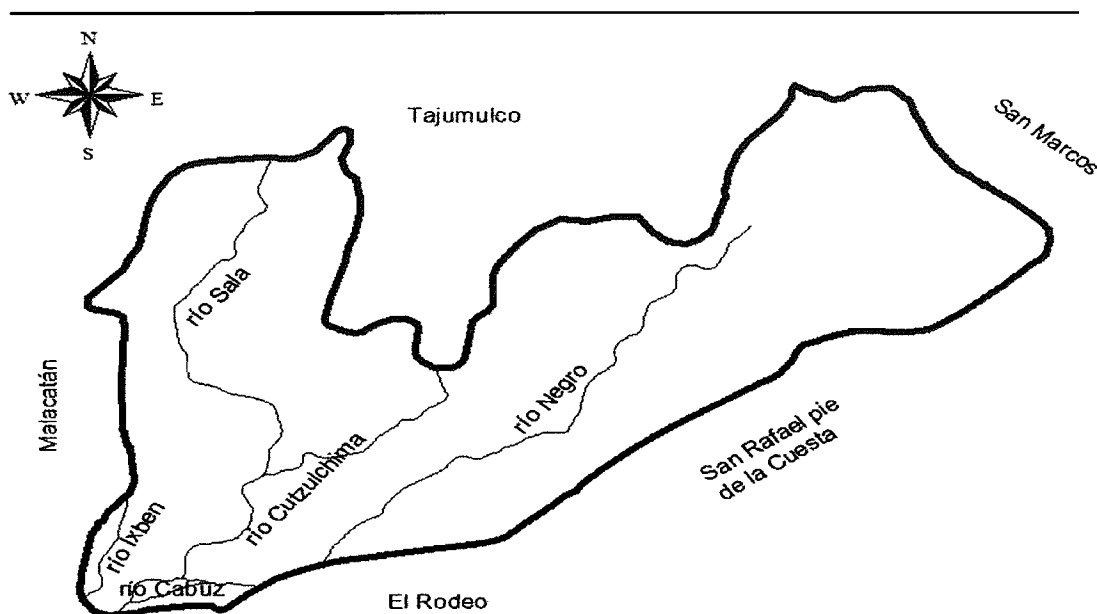 N
W E
S
Tajumulco
San Marcos
río Sala
Malacatán
río Negro
San Rafael pie
de la Cuesta
río Cutzulchima
río Ixben
río Cabuz
El Rodeo